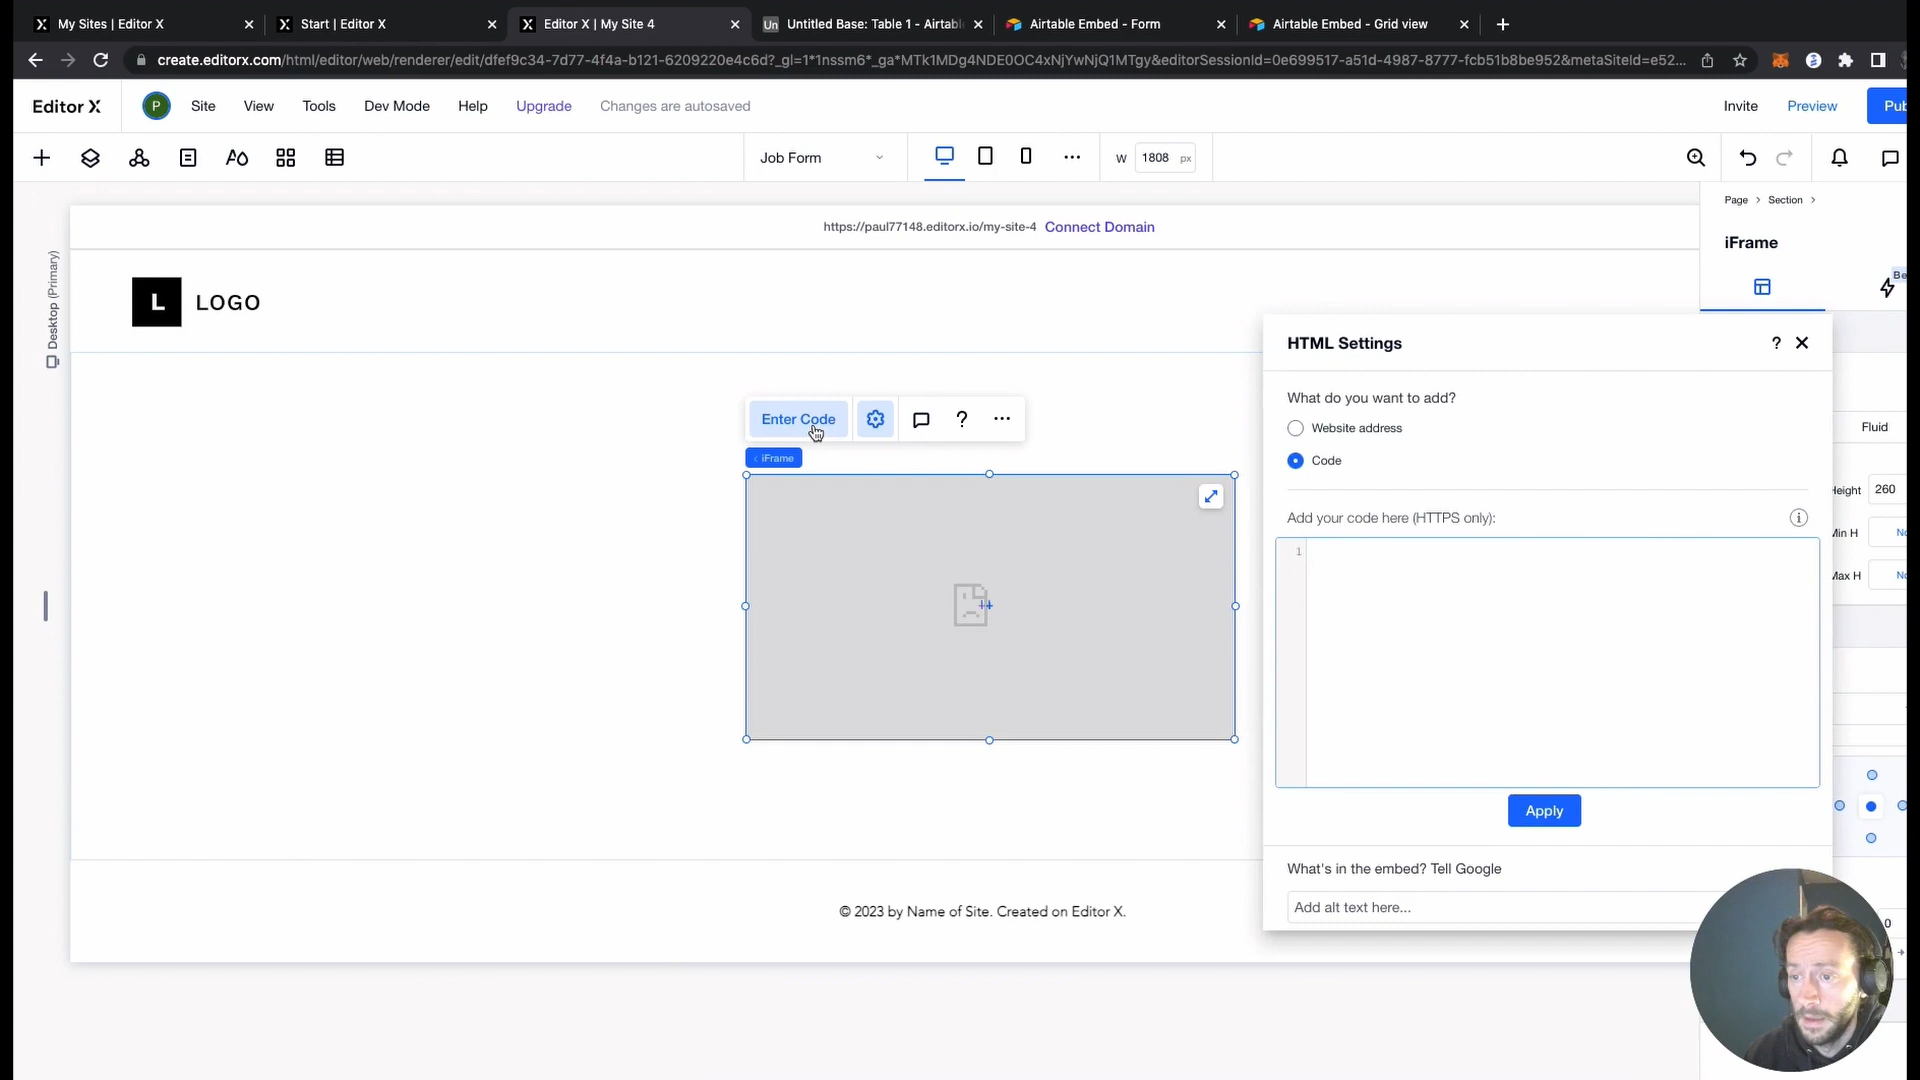 My Sites | Editor X
Start | Editor X
Editor X | My Site 4
Un Untitled Base: Table 1 - Airtabl
Airtable Embed - Form
Airtable Embed - Grid view
create.editorx.com/html/editor/web/renderer/edit/dfef9c34-7d77-4f4a-b121-6209220e4c6d?_gl=1*1nssm6*_ga*MTk1MDg4NDE0OC4xNjYwNjQ1MTgy&editorSessionId=0e699517-a51d-4987-8777-fcb51b8be952&metaSiteId=e52...
Editor X
P
Site
View
Tools
Dev Mode
Help
Upgrade
Changes are autosaved
Invite
Preview
Pub
Job Form
W 1808 px
Page > Section >
https://paul77148.editorx.io/my-site-4 Connect Domain
iFrame
Be
Desktop (Primary)
L LOGO
HTML Settings
?
What do you want to add?
Website address
Code
Enter Code
?
iFrame
Fluid
Height 260
Min H No
Max H No
Add your code here (HTTPS only):
1
Apply
What's in the embed? Tell Google
Add alt text here...
0
© 2023 by Name of Site. Created on Editor X.